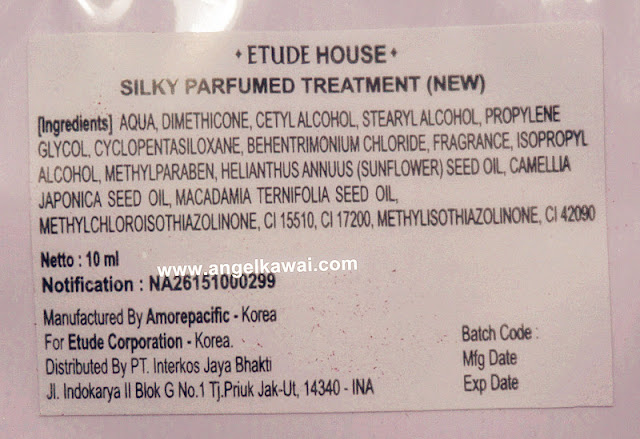 ETUDE HOUSE
SILKY PARFUMED TREATMENT (NEW)
[Ingredients] AQUA, DIMETHICONE, CETYL ALCOHOL, STEARYL ALCOHOL, PROPYLENE
GLYCOL, CYCLOPENTASILOXANE, BEHENTRIMONIUM CHLORIDE, FRAGRANCE, ISOPROPYL
ALCOHOL, METHYLPARABEN, HELIANTHUS ANNUUS (SUNFLOWER) SEED OIL, CAMELLIA
JAPONICA SEED OIL, MACADAMIA TERNIFOLIA SEED OIL,
METHYLCHLOROISOTHIAZOLINONE, CI 15510, CI 17200, METHYLISOTHIAZOLINONE, CI 42090
Netto : 10 ml
www.angelkawai.com
Notification : NA26151000299
Manufactured By Amorepacific - Korea
For Etude Corporation - Korea.
Distributed By PT. Interkos Jaya Bhakti
Jl. Indokarya II Blok G No.1 Tj.Priuk Jak-Ut, 14340 - INA
Batch Code :
Mfg Date
Exp Date